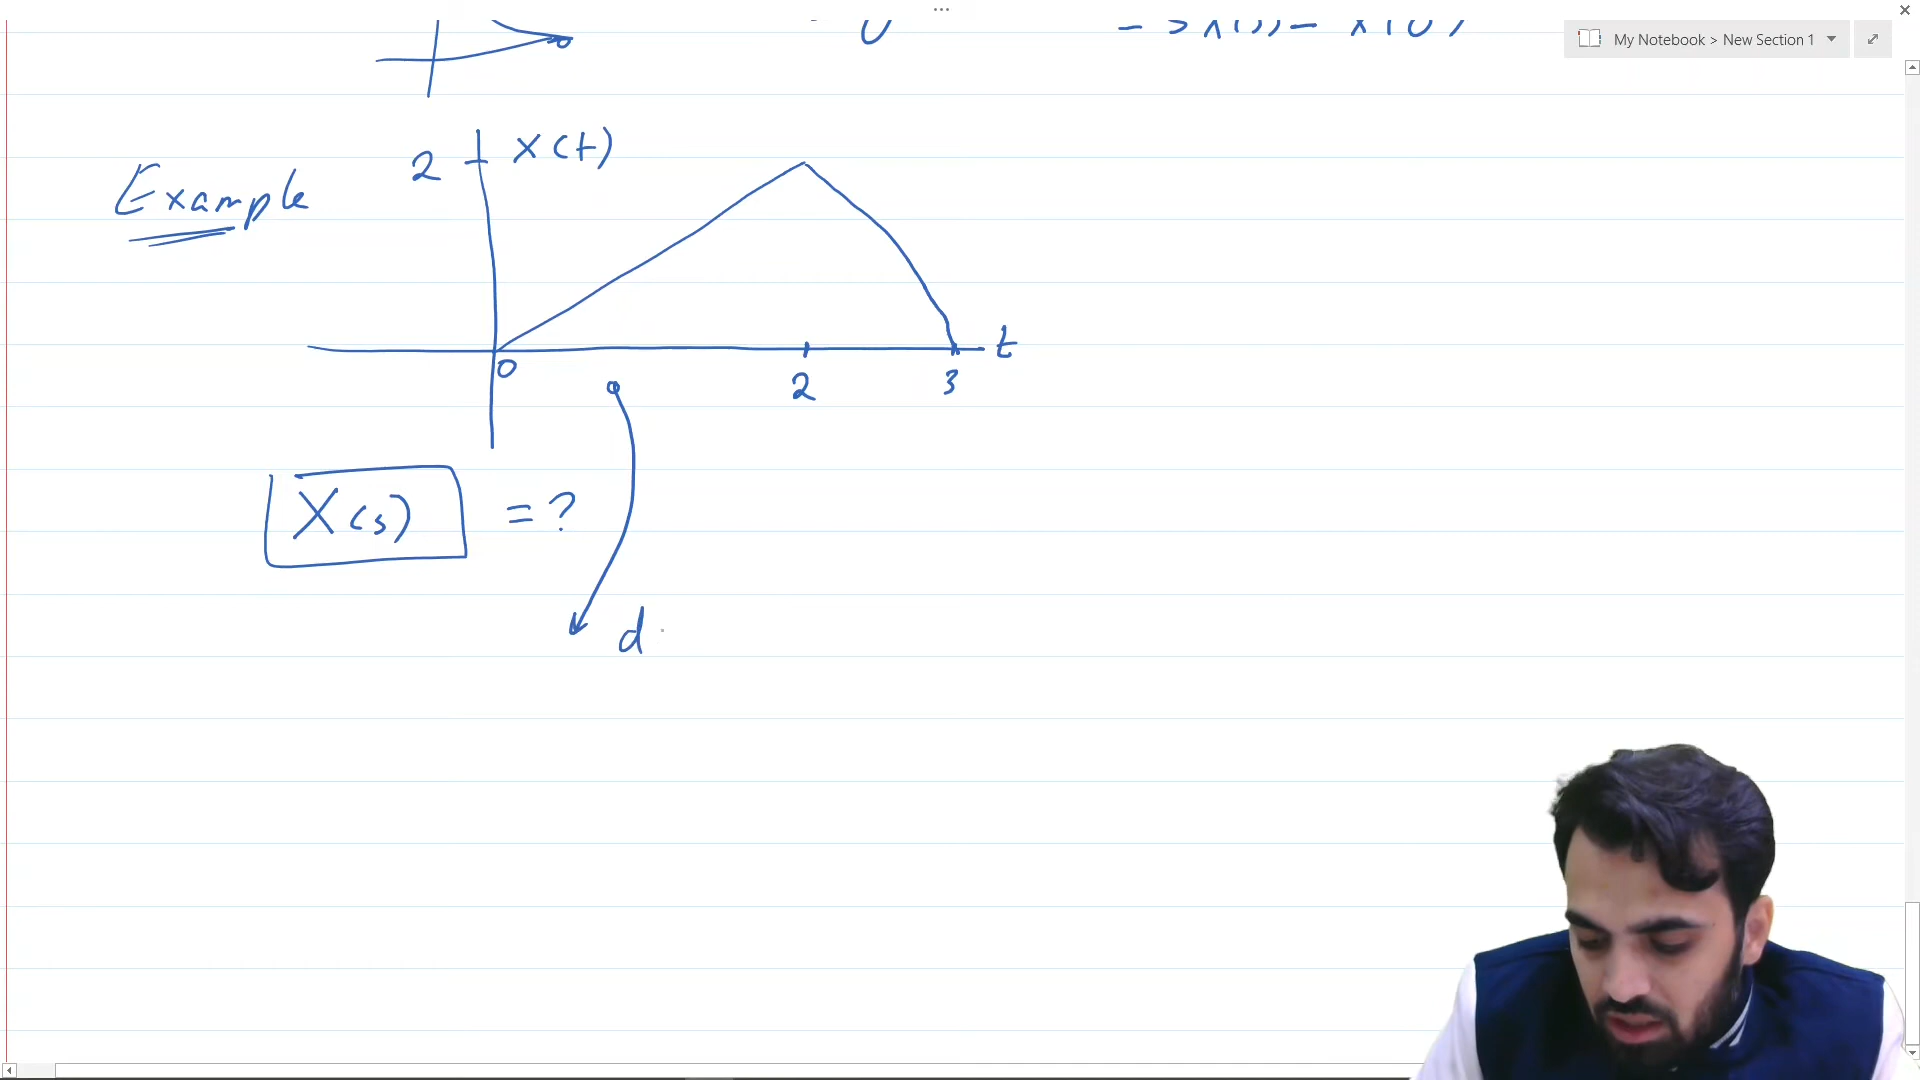 My Notebook > New Section 1
2 x(t)
Example
t
0 2 3
X(s) = ?
d